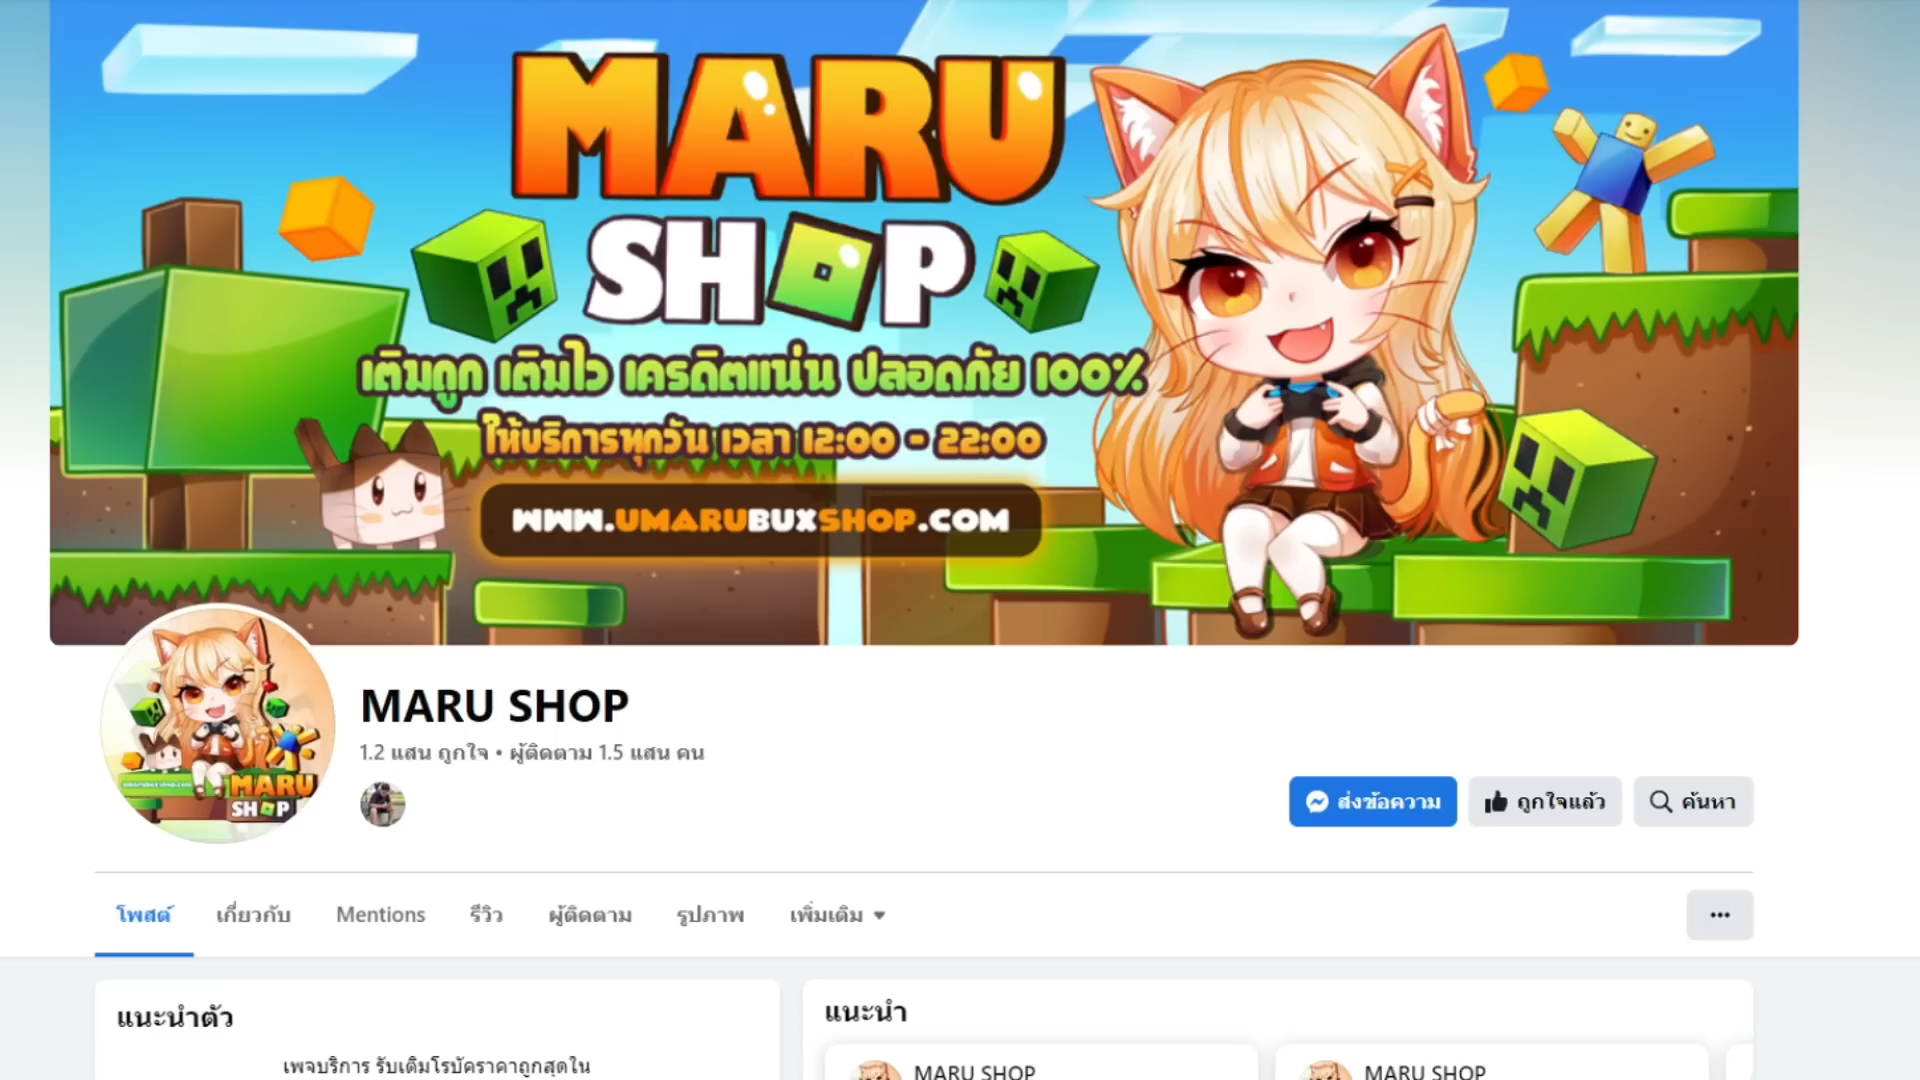 MARU
SHOP
เติมถูก เติมไว เครดิตแน่น ปลอดภัย 100%
ให้บริการทุกวัน เวลา 12:00 - 22:00
WWW.UMARUBUXSHOP.COM
MARU
SHOP
MARU SHOP
1.2 แสน ถูกใจ • ผู้ติดตาม 1.5 แสน คน
ส่งข้อความ
ถูกใจแล้ว
ค้นหา
โพสต์ เกี่ยวกับ Mentions รีวิว ผู้ติดตาม รูปภาพ เพิ่มเติม
แนะนำตัว
เพจบริการ รับเติมโรบัคราคาถูกสุดใน
แนะนำ
MARU SHOP
MARU SHOP